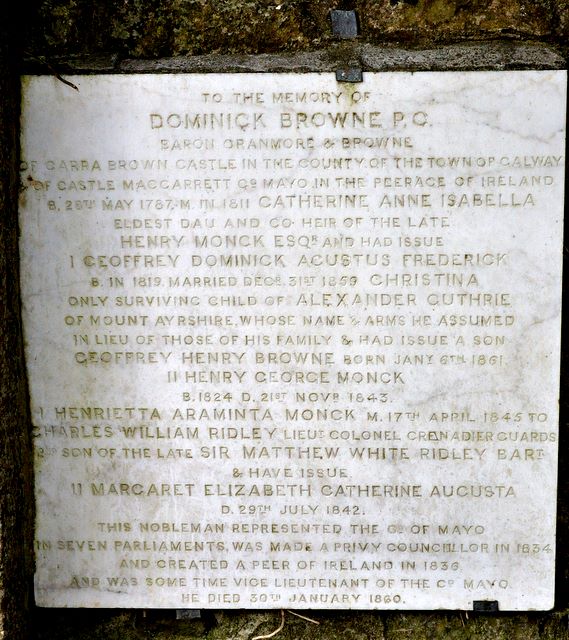 TO THE MEMORY OF
DOMINICK BROWNE P.C.
BARON ORANMORE & BROWNE
OF CARRA BROWN CASTLE IN THE COUNTY OF THE TOWN OF GALWAY
& OF CASTLE MACGARRETT CO. MAYO, IN THE PEERAGE OF IRELAND
B. 28TH MAY 1787. M. IN 1811 CATHERINE ANNE ISABELLA
ELDEST DAU AND CO-HEIR OF THE LATE
HENRY MONCK ESQR AND HAD ISSUE
I GEOFFREY DOMINICK AGUSTUS FREDERICK
B. IN 1819. MARRIED DECR. 31ST 1859 CHRISTINA
ONLY SURVIVING CHILD OF ALEXANDER GUTHRIE
OF MOUNT AYRSHIRE, WHOSE NAME & ARMS HE ASSUMED
IN LIEU OF THOSE OF HIS FAMILY & HAD ISSUE A SON
GEOFFREY HENRY BROWNE BORN JANY 6TH 1861.
II HENRY GEORGE MONCK
B. 1824 D. 21ST NOVR 1843.
I HENRIETTA ARAMINTA MONCK M. 17TH APRIL 1845 TO
CHARLES WILLIAM RIDLEY LIEUT COLONEL GRENADIER GUARDS
2ND SON OF THE LATE SIR MATTHEW WHITE RIDLEY BART
& HAVE ISSUE
II MARGARET ELIZABETH CATHERINE AUGUSTA
D. 29TH JULY 1842.
THIS NOBLEMAN REPRESENTED THE CO. OF MAYO
IN SEVEN PARLIAMENTS, WAS MADE A PRIVY COUNCILLOR IN 1834
AND CREATED A PEER OF IRELAND IN 1836
AND WAS SOME TIME VICE LIEUTENANT OF THE CO MAYO.
HE DIED 30TH JANUARY 1860.